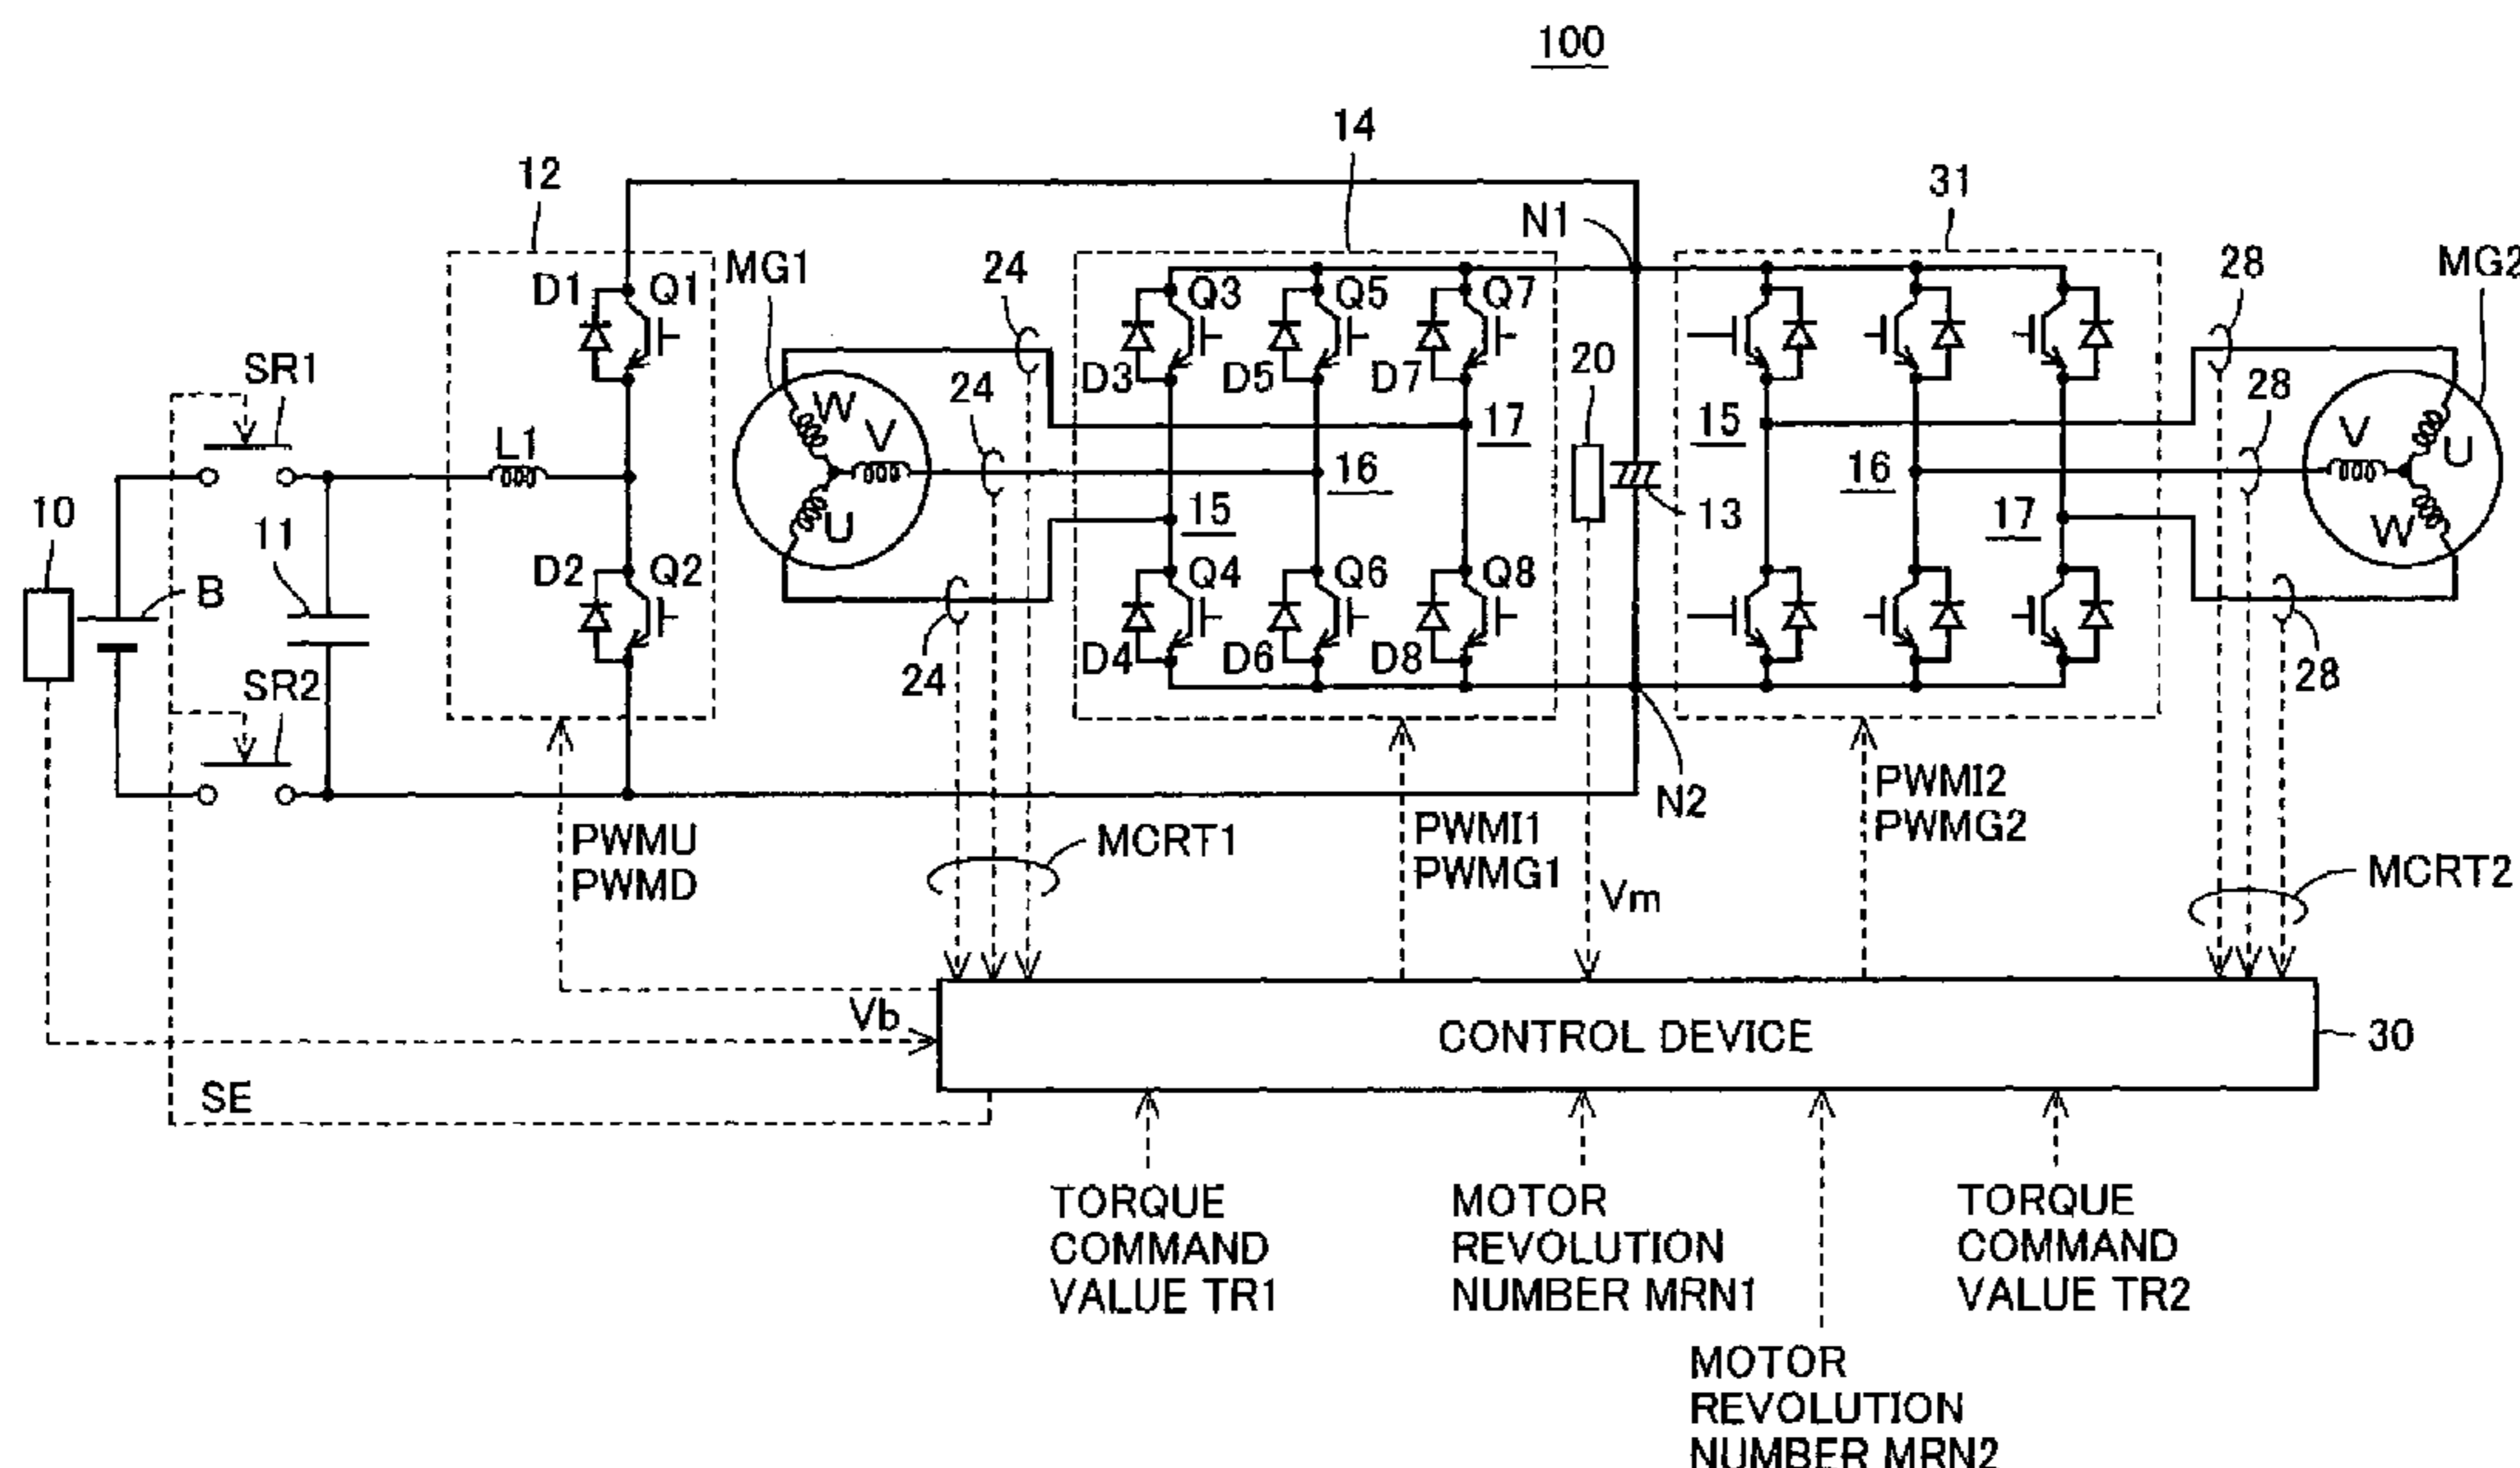 100
14
12
31
N1
MG1
24
28
MG2
D1
Q1
Q3
Q5
Q7
SR1
24
D3
D5
D7
20
28
W
V
U
L1
17
15
V
U
16
16
10
11
15
13
17
W
B
D2
Q2
Q4
Q6
Q8
SR2
24
D4
D6
D8
28
N2
PWMU
PWMD
MCRT1
PWMI1
PWMG1
Vm
PWMI2
PWMG2
MCRT2
Vb
CONTROL DEVICE
30
SE
TORQUE
COMMAND
VALUE TR1
MOTOR
REVOLUTION
NUMBER MRN1
TORQUE
COMMAND
VALUE TR2
MOTOR
REVOLUTION
NUMBER MRN2